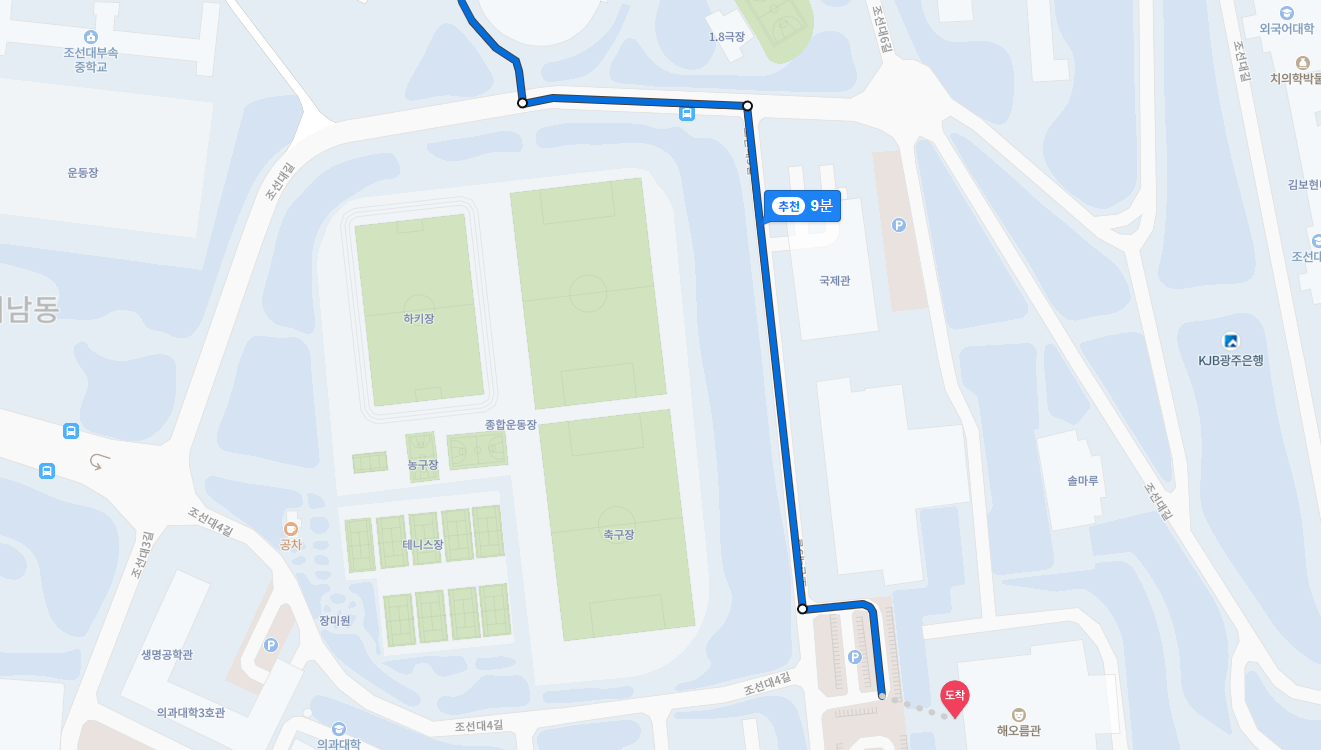 조선대부속
중학교
1.8극장
조선대6길
외국어대학
조선대길
치의학박물
운동장
조선대길
추천 9분
P
김보현미
조선대
국제관
남동
하키장
KJB광주은행
종합운동장
농구장
솔마루
조선대길
조선대4길
공차
테니스장
축구장
조선대3길
장미원
P
생명공학관
P
의과대학3호관
조선대4길
도착
조선대4길
해오름관
의과대학